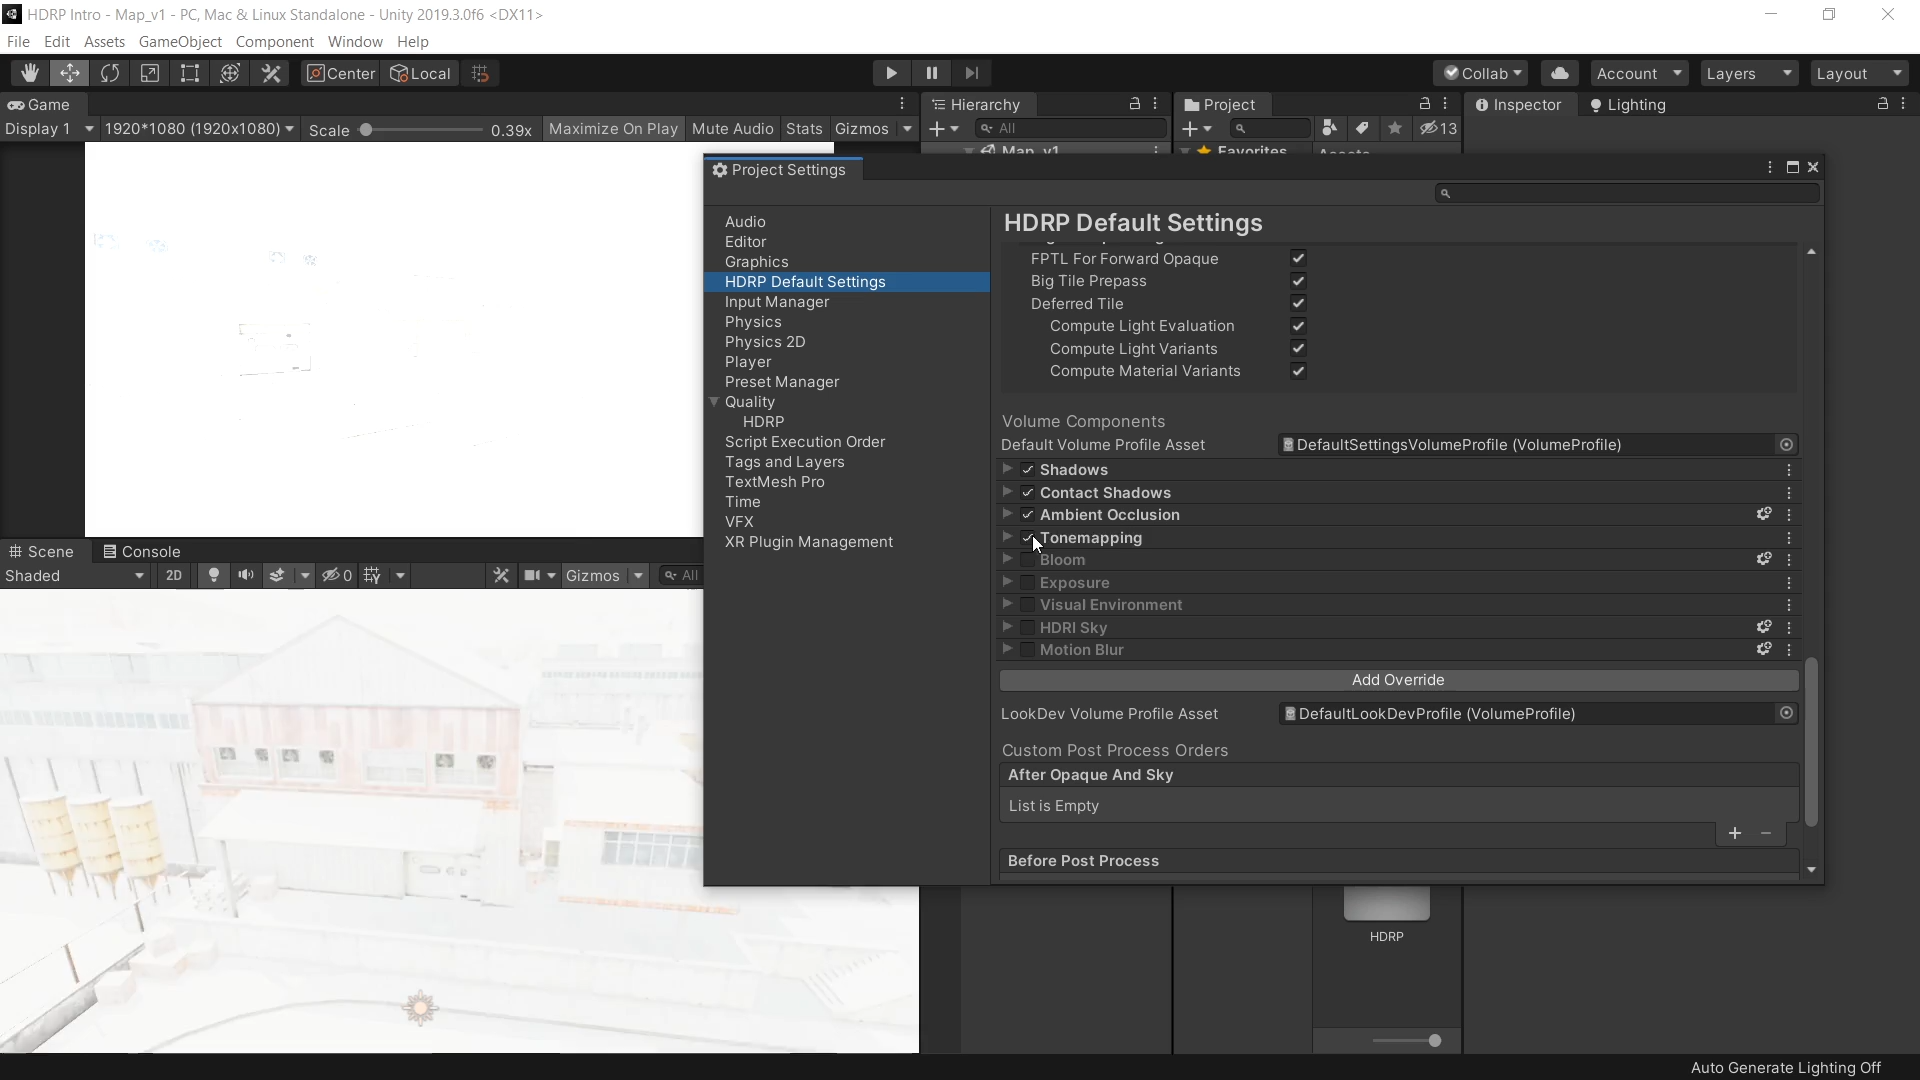 HDRP Intro - Map_v1 - PC, Mac & Linux Standalone - Unity 2019.3.0f6 <DX11>
File Edit Assets GameObject Component Window Help
Center Local Collab Account Layers Layout
Game Hierarchy Project Inspector Lighting
Display 1 1920*1080 (1920x1080) Scale 0.39x Maximize On Play Mute Audio Stats Gizmos All 13
Map_v1 Favorites Assets
Project Settings
HDRP Default Settings
Audio
Editor
Graphics
HDRP Default Settings
Input Manager
Physics
Physics 2D
Player
Preset Manager
Quality
HDRP
Script Execution Order
Tags and Layers
TextMesh Pro
Time
VFX
XR Plugin Management
FPTL For Forward Opaque
Big Tile Prepass
Deferred Tile
Compute Light Evaluation
Compute Light Variants
Compute Material Variants
Volume Components
Default Volume Profile Asset DefaultSettingsVolumeProfile (VolumeProfile)
Shadows
Contact Shadows
Ambient Occlusion
Tonemapping
Bloom
Exposure
Visual Environment
HDRI Sky
Motion Blur
Add Override
LookDev Volume Profile Asset DefaultLookDevProfile (VolumeProfile)
Custom Post Process Orders
After Opaque And Sky
List is Empty
Before Post Process
Scene Console
Shaded 2D 0 Gizmos All
HDRP
Auto Generate Lighting Off